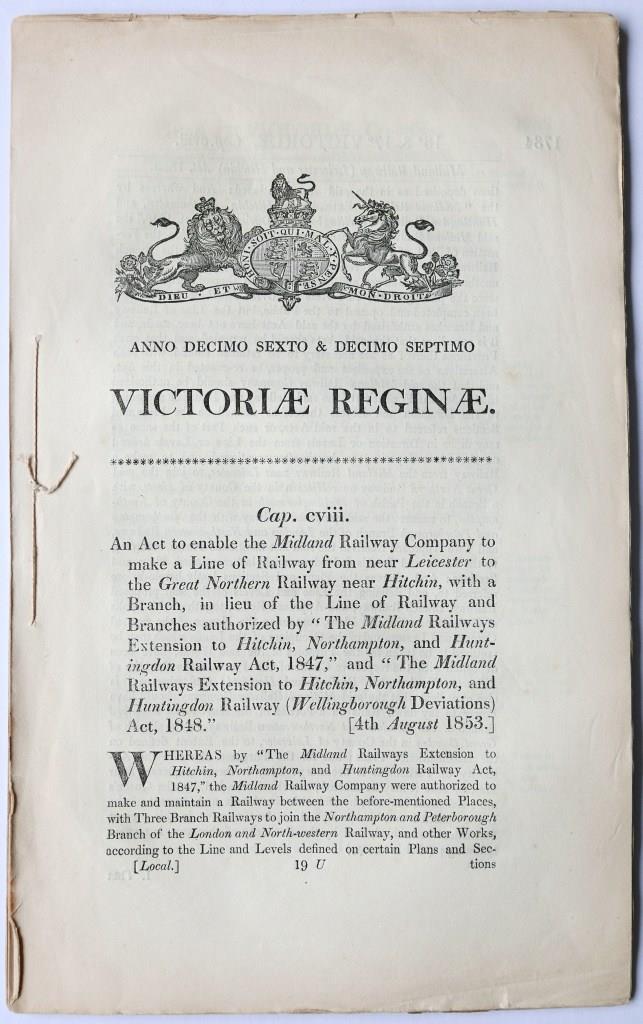 HONI·SOIT·QUI·MAL·Y·PENSE
DIEU · ET MON·DROIT
ANNO DECIMO SEXTO & DECIMO SEPTIMO
VICTORIÆ REGINÆ.
Cap. cviii.
An Act to enable the Midland Railway Company to
make a Line of Railway from near Leicester to
the Great Northern Railway near Hitchin, with a
Branch, in lieu of the Line of Railway and
Branches authorized by “ The Midland Railways
Extension to Hitchin, Northampton, and Hunt-
ingdon Railway Act, 1847,” and “ The Midland
Railways Extension to Hitchin, Northampton, and
Huntingdon Railway (Wellingborough Deviations)
Act, 1848.” [4th August 1853.]
WHEREAS by “The Midland Railways Extension to
Hitchin, Northampton, and Huntingdon Railway Act,
1847,” the Midland Railway Company were authorized to
make and maintain a Railway between the before-mentioned Places,
with Three Branch Railways to join the Northampton and Peterborough
Branch of the London and North-western Railway, and other Works,
according to the Line and Levels defined on certain Plans and Sec-
[Local.] 19 U tions